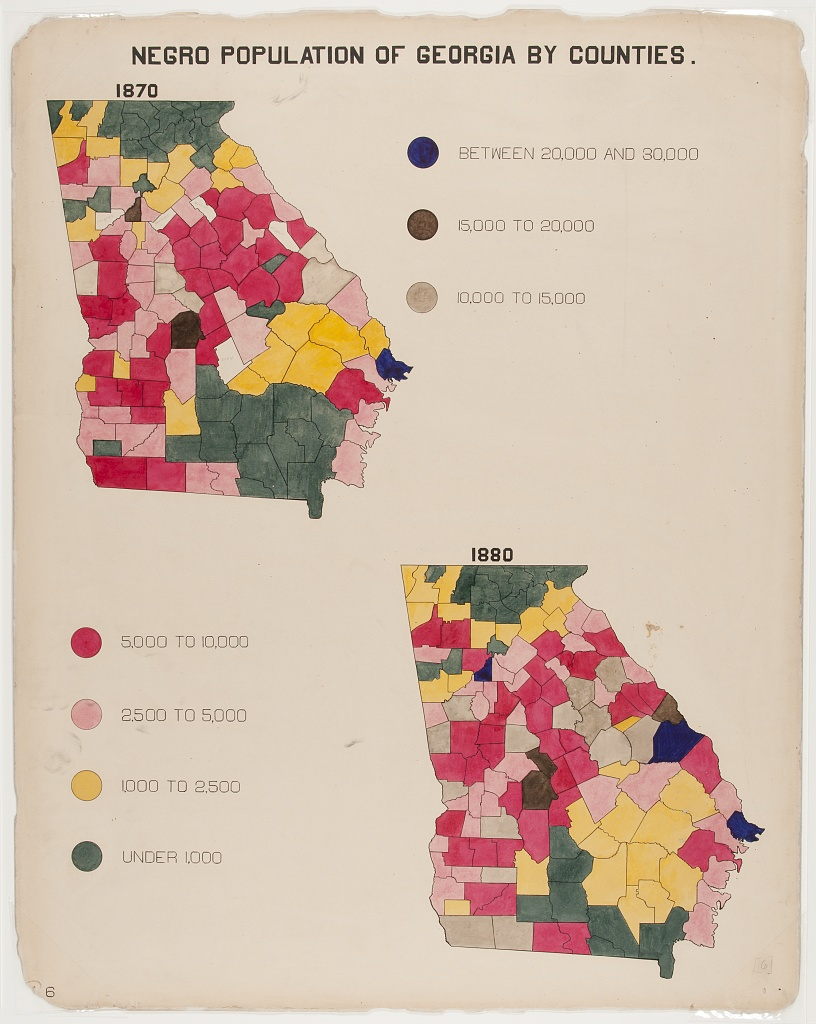 NEGRO POPULATION OF GEORGIA BY COUNTIES.
1870
BETWEEN 20,000 AND 30,000
15,000 TO 20,000
10,000 TO 15,000
1880
5,000 TO 10,000
2,500 TO 5,000
1,000 TO 2,500
UNDER 1,000
6
6